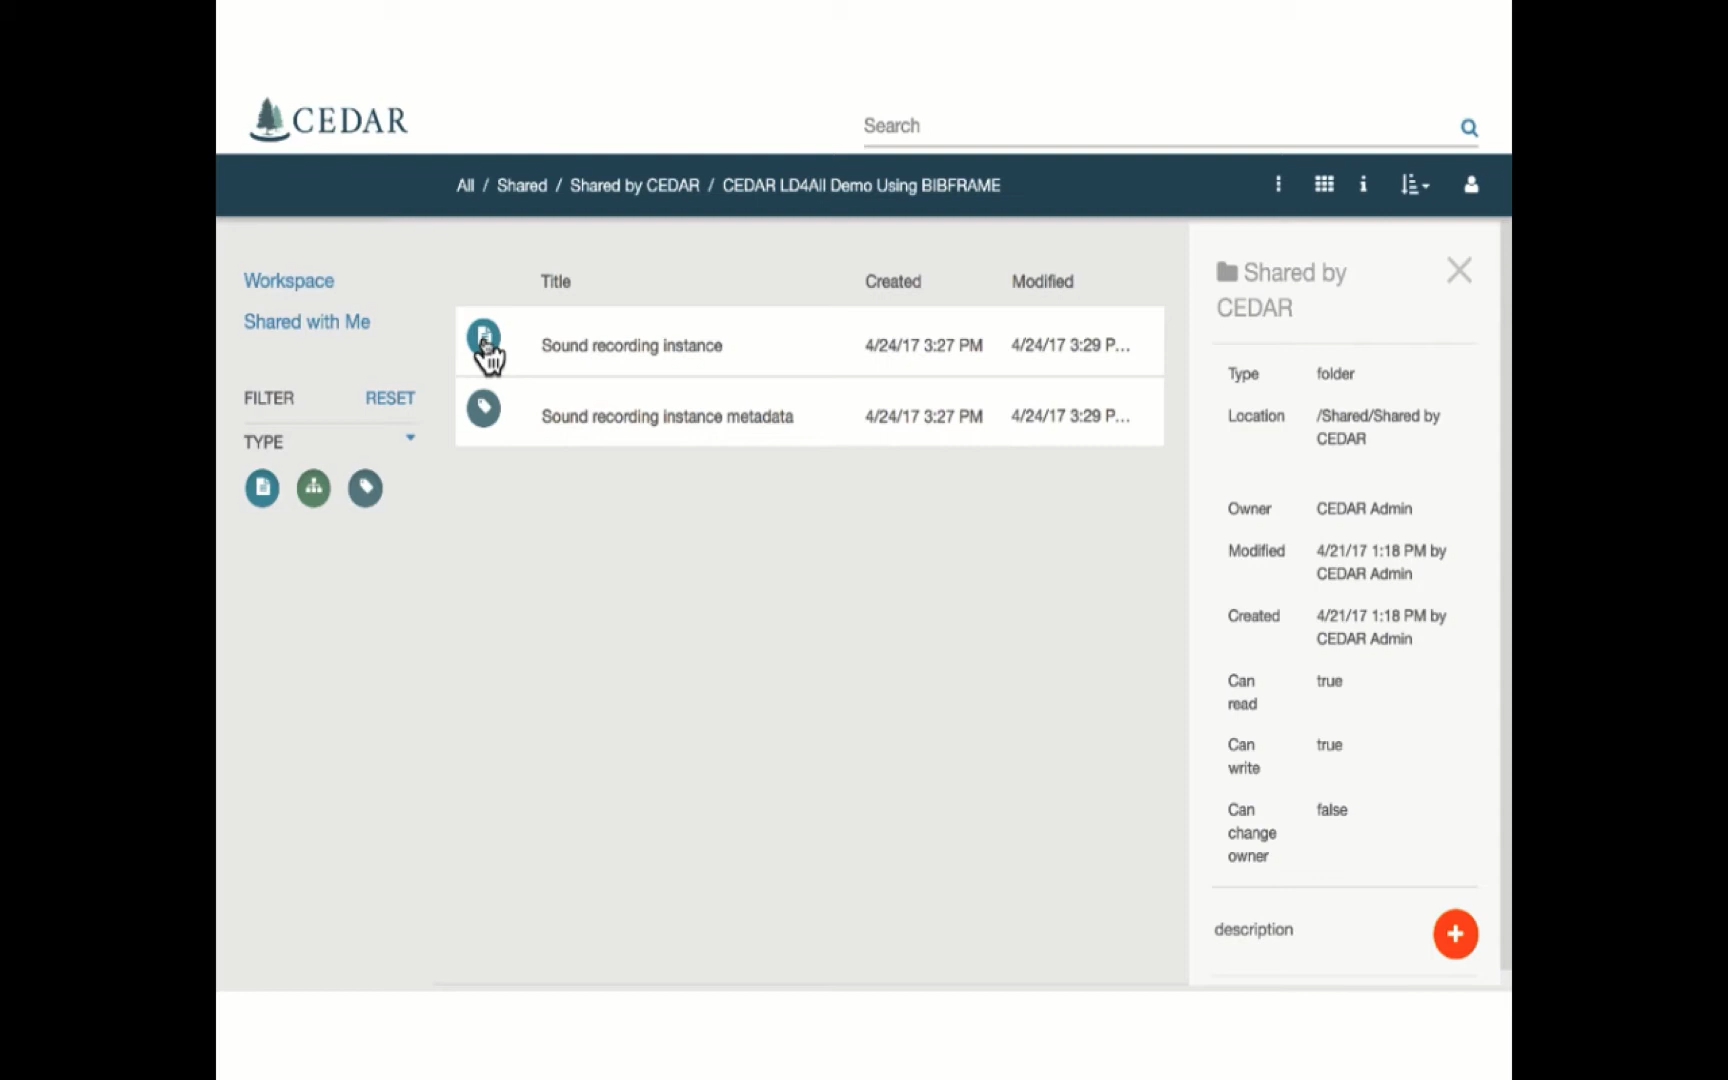 CEDAR
Search
All / Shared / Shared by CEDAR / CEDAR LD4All Demo Using BIBFRAME
Workspace
Shared with Me
FILTER RESET
TYPE
Title Created Modified
Sound recording instance 4/24/17 3:27 PM 4/24/17 3:29 P...
Sound recording instance metadata 4/24/17 3:27 PM 4/24/17 3:29 P...
Shared by
CEDAR
Type folder
Location /Shared/Shared by
CEDAR
Owner CEDAR Admin
Modified 4/21/17 1:18 PM by
CEDAR Admin
Created 4/21/17 1:18 PM by
CEDAR Admin
Can true
read
Can true
write
Can false
change
owner
description